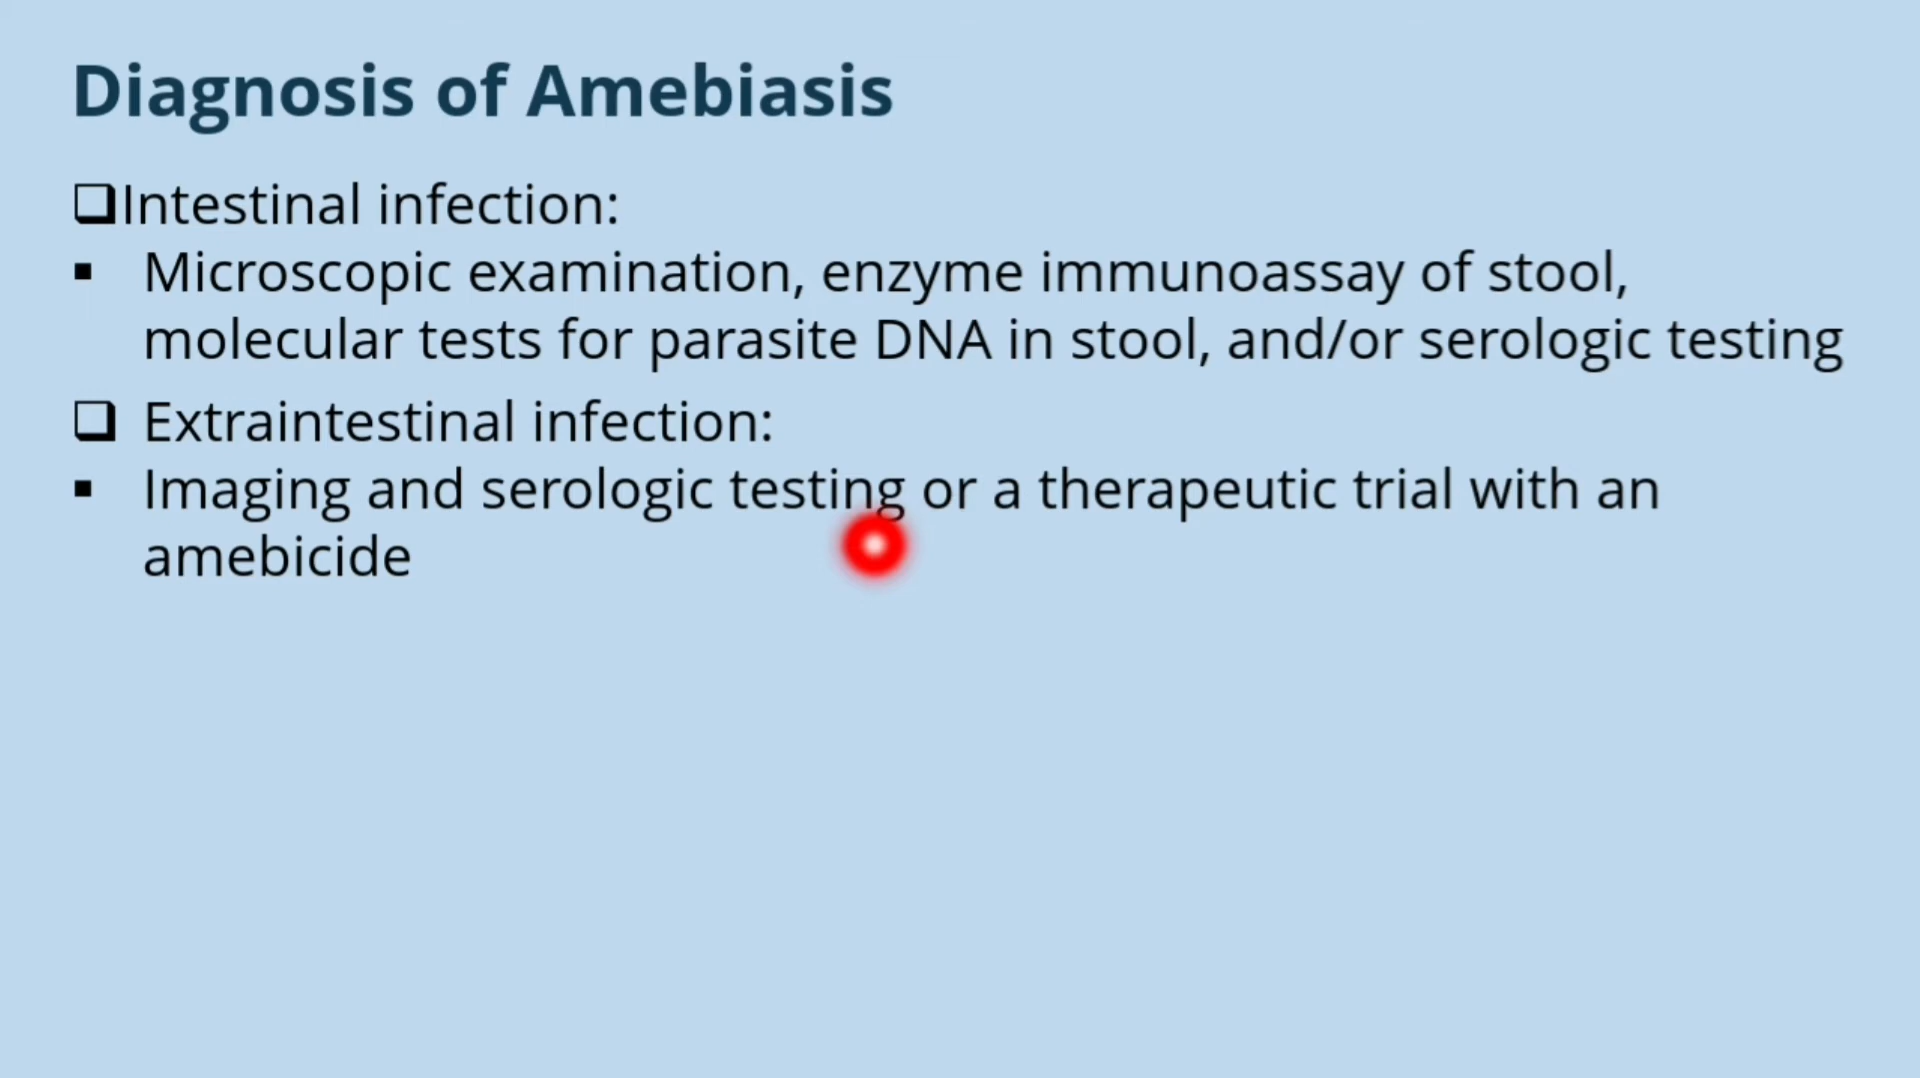 Diagnosis of Amebiasis
❑Intestinal infection:
▪ Microscopic examination, enzyme immunoassay of stool,
molecular tests for parasite DNA in stool, and/or serologic testing
❑ Extraintestinal infection:
▪ Imaging and serologic testing or a therapeutic trial with an
amebicide